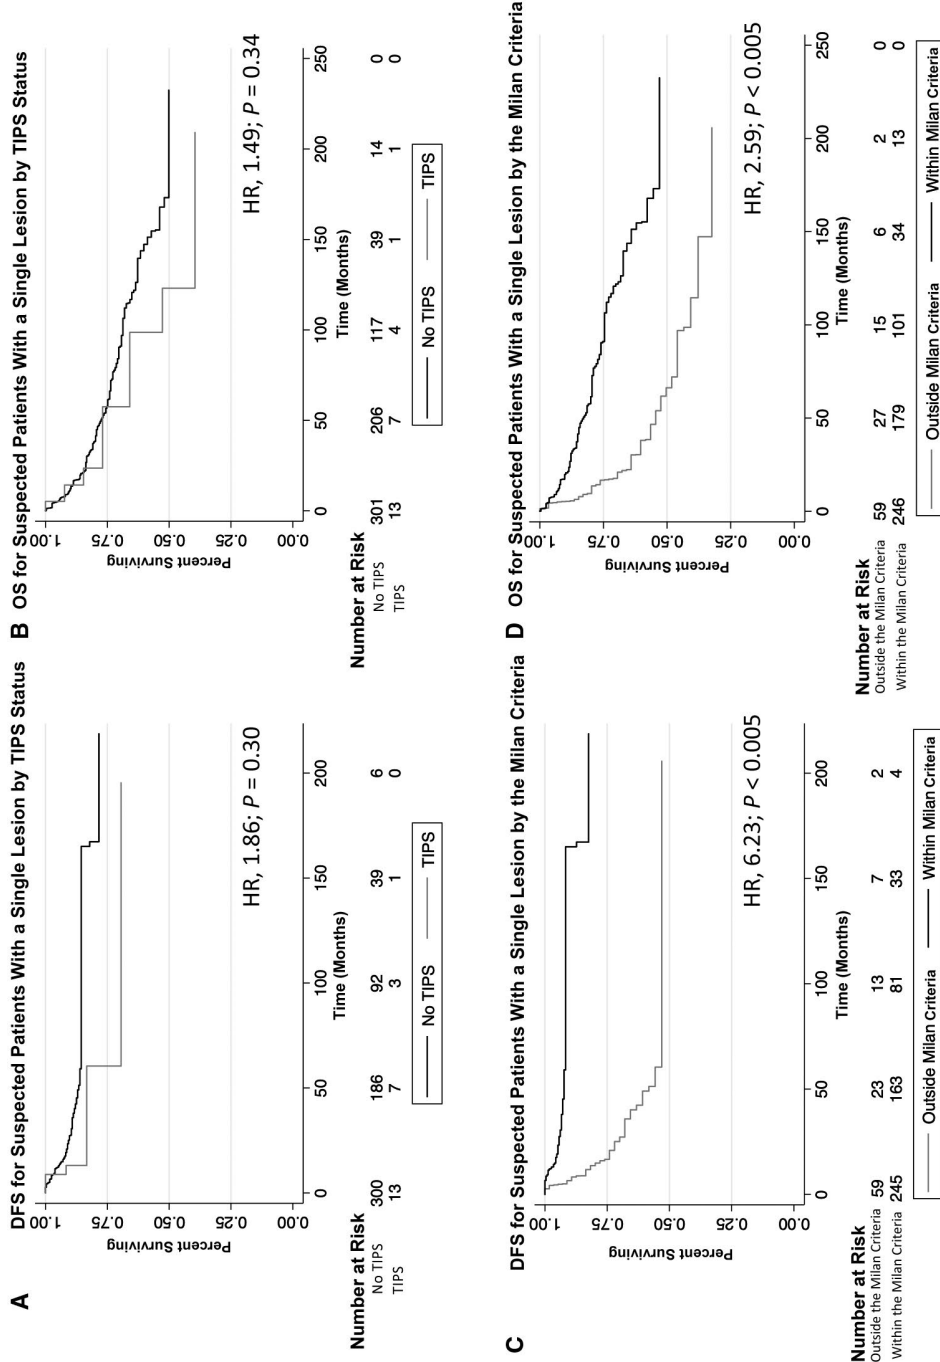 A
DFS for Suspected Patients With a Single Lesion by TIPS Status
Percent Surviving
1.00
0.75
0.50
0.25
0.00
0 50 100 150 200
Time (Months)
HR, 1.86; P = 0.30
Number at Risk
No TIPS 300 186 92 39 6
TIPS 13 7 3 1 0
No TIPS TIPS
B
OS for Suspected Patients With a Single Lesion by TIPS Status
Percent Surviving
1.00
0.75
0.50
0.25
0.00
0 50 100 150 200 250
Time (Months)
HR, 1.49; P = 0.34
Number at Risk
No TIPS 301 206 117 39 14 0
TIPS 13 7 4 1 1 0
No TIPS TIPS
C
DFS for Suspected Patients With a Single Lesion by the Milan Criteria
Percent Surviving
1.00
0.75
0.50
0.25
0.00
0 50 100 150 200
Time (Months)
HR, 6.23; P < 0.005
Number at Risk
Outside the Milan Criteria 59 23 13 7 2
Within the Milan Criteria 245 163 81 33 4
Outside Milan Criteria Within Milan Criteria
D
OS for Suspected Patients With a Single Lesion by the Milan Criteria
Percent Surviving
1.00
0.75
0.50
0.25
0.00
0 50 100 150 200 250
Time (Months)
HR, 2.59; P < 0.005
Number at Risk
Outside the Milan Criteria 59 27 15 6 2 0
Within the Milan Criteria 246 179 101 34 13 0
Outside Milan Criteria Within Milan Criteria